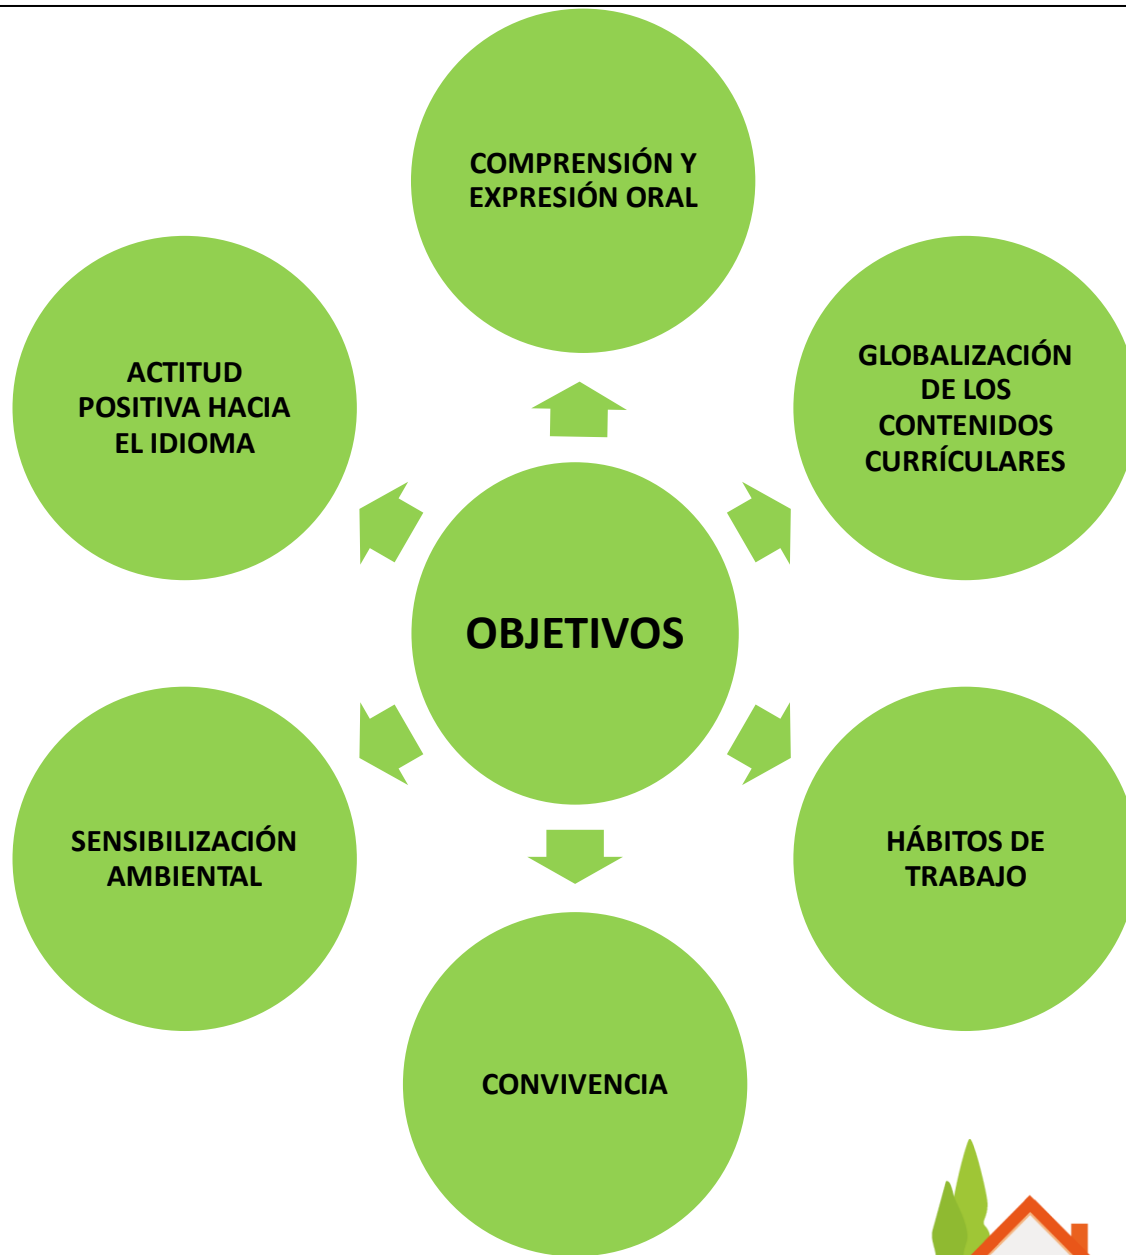 COMPRENSIÓN Y
EXPRESIÓN ORAL
GLOBALIZACIÓN
DE LOS
CONTENIDOS
CURRÍCULARES
ACTITUD
POSITIVA HACIA
EL IDIOMA
OBJETIVOS
SENSIBILIZACIÓN
AMBIENTAL
HÁBITOS DE
TRABAJO
CONVIVENCIA